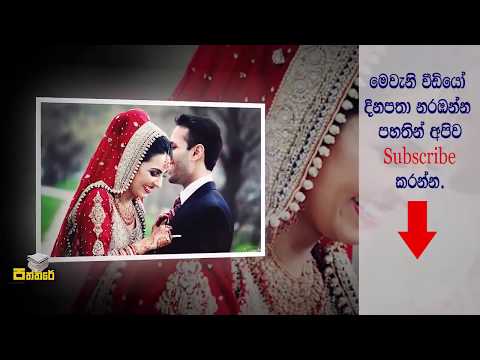 මෙවැනි වීඩියෝ
දිනපතා නරඹන්න
පහතින් අපිව
Subscribe
කරන්න.
පත්තරේ